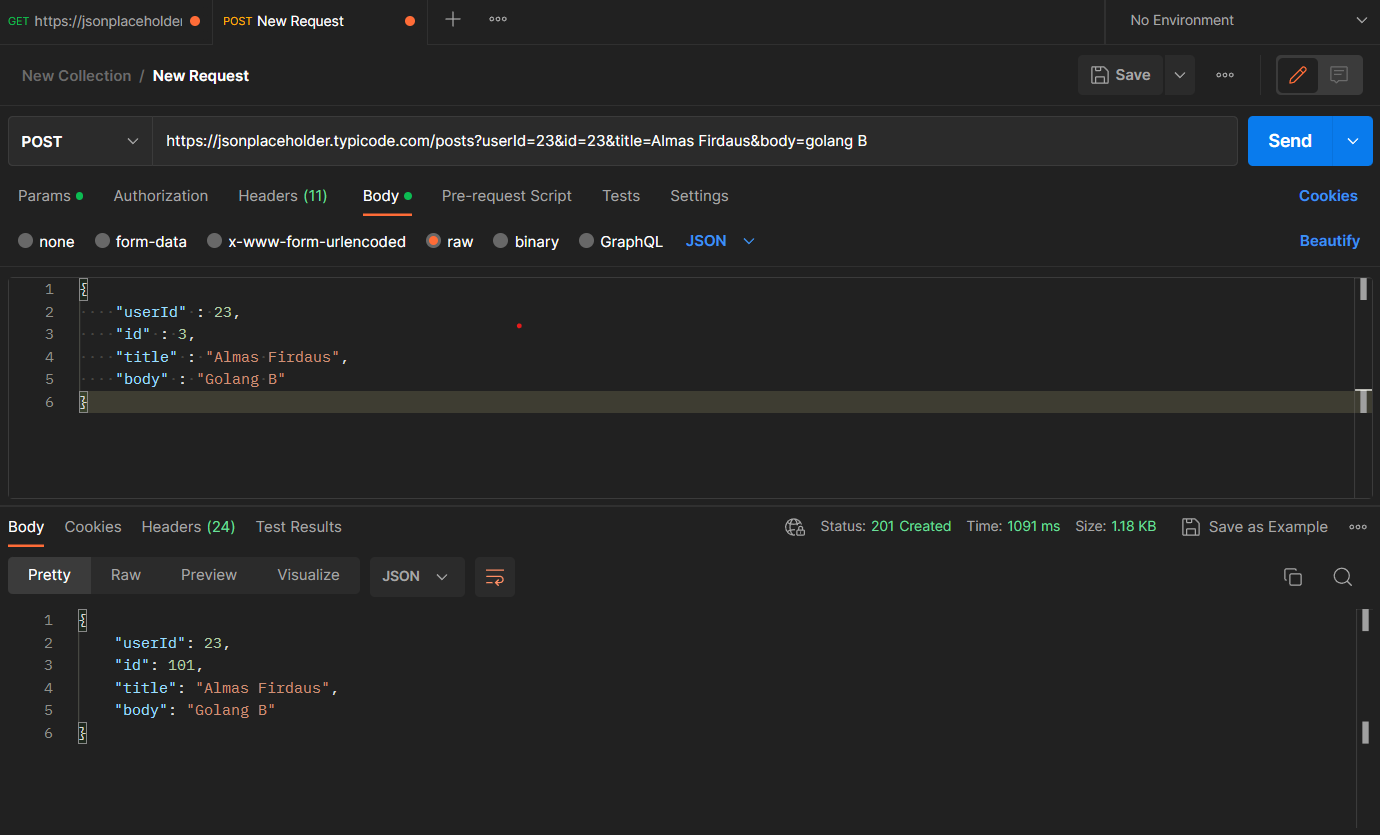 GET https://jsonplaceholder POST New Request No Environment
New Collection / New Request Save
POST https://jsonplaceholder.typicode.com/posts?userId=23&id=23&title=Almas Firdaus&body=golang B Send
Params Authorization Headers (11) Body Pre-request Script Tests Settings Cookies
none form-data x-www-form-urlencoded raw binary GraphQL JSON Beautify
1 {
2 "userId" : 23,
3 "id" : 3,
4 "title" : "Almas Firdaus",
5 "body" : "Golang B"
6 }
Body Cookies Headers (24) Test Results Status: 201 Created Time: 1091 ms Size: 1.18 KB Save as Example
Pretty Raw Preview Visualize JSON
1 {
2 "userId": 23,
3 "id": 101,
4 "title": "Almas Firdaus",
5 "body": "Golang B"
6 }